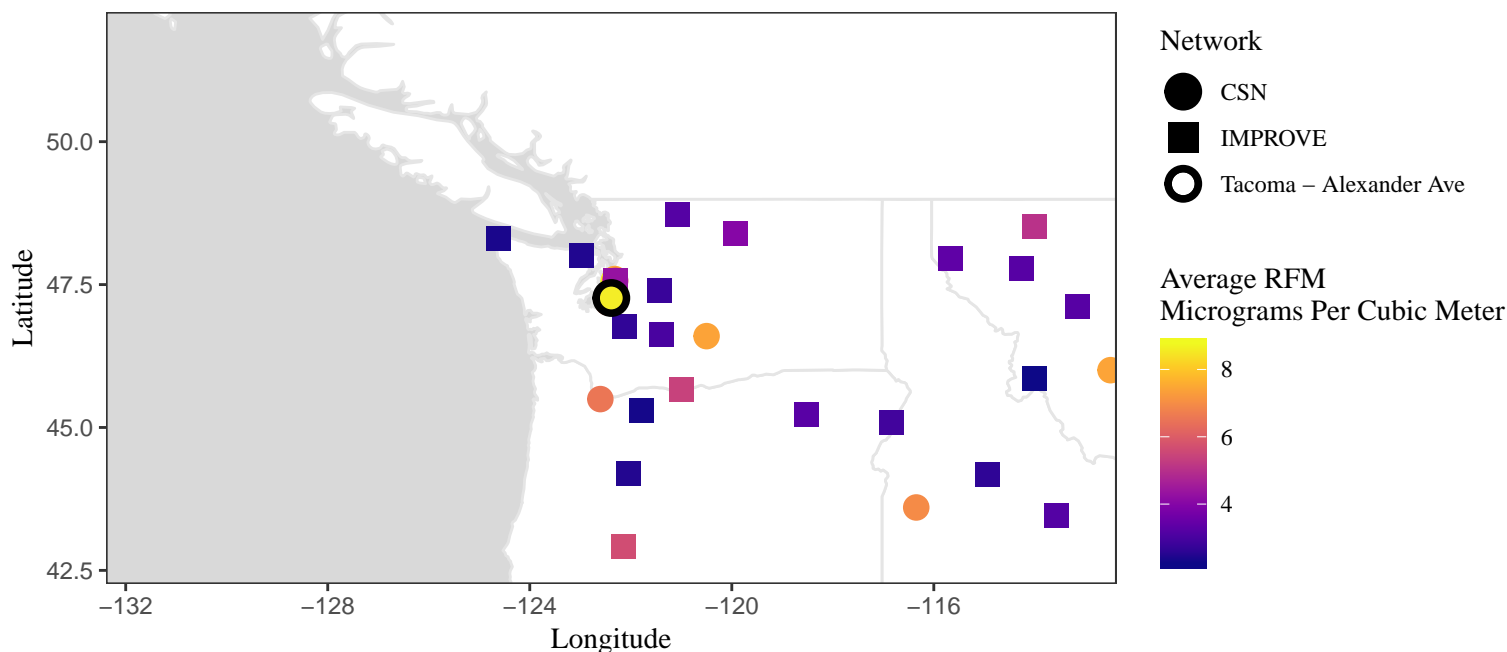 50.0
47.5
45.0
42.5
Latitude
−132
−128
−124
−120
−116
Longitude
Network
CSN
IMPROVE
Tacoma − Alexander Ave
Average RFM
Micrograms Per Cubic Meter
8
6
4